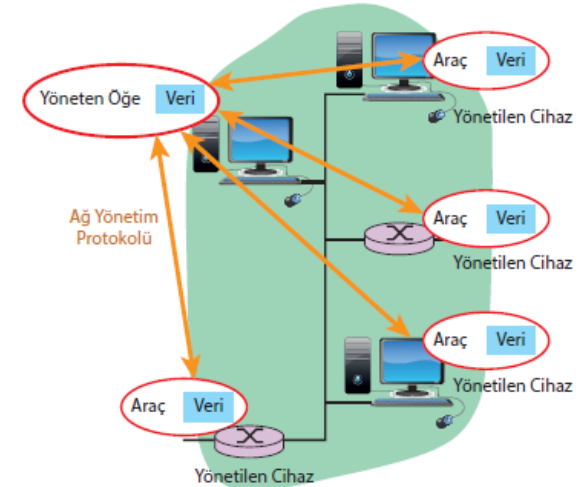 Araç Veri
Yönetilen Cihaz
Yöneten Öğe Veri
Ağ Yönetim
Protokolü
Araç Veri
Yönetilen Cihaz
Araç Veri
Yönetilen Cihaz
Araç Veri
Yönetilen Cihaz